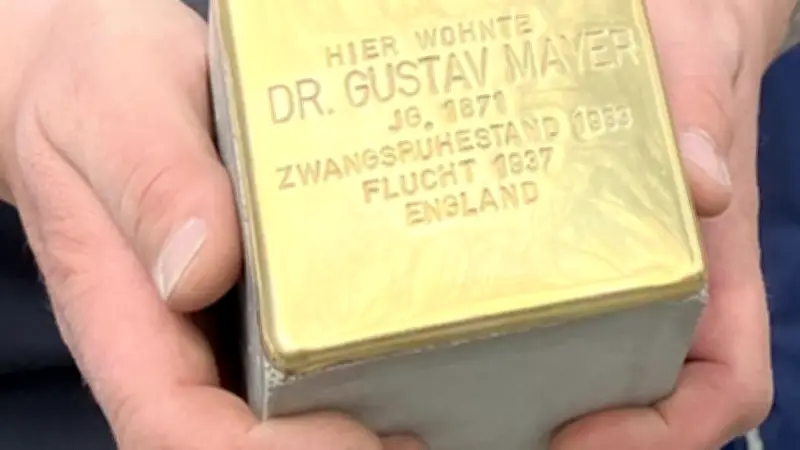 HIER WOHNTE
DR. GUSTAV MAYER
JG. 1871
ZWANGSRUHESTAND 1933
FLUCHT 1937
ENGLAND